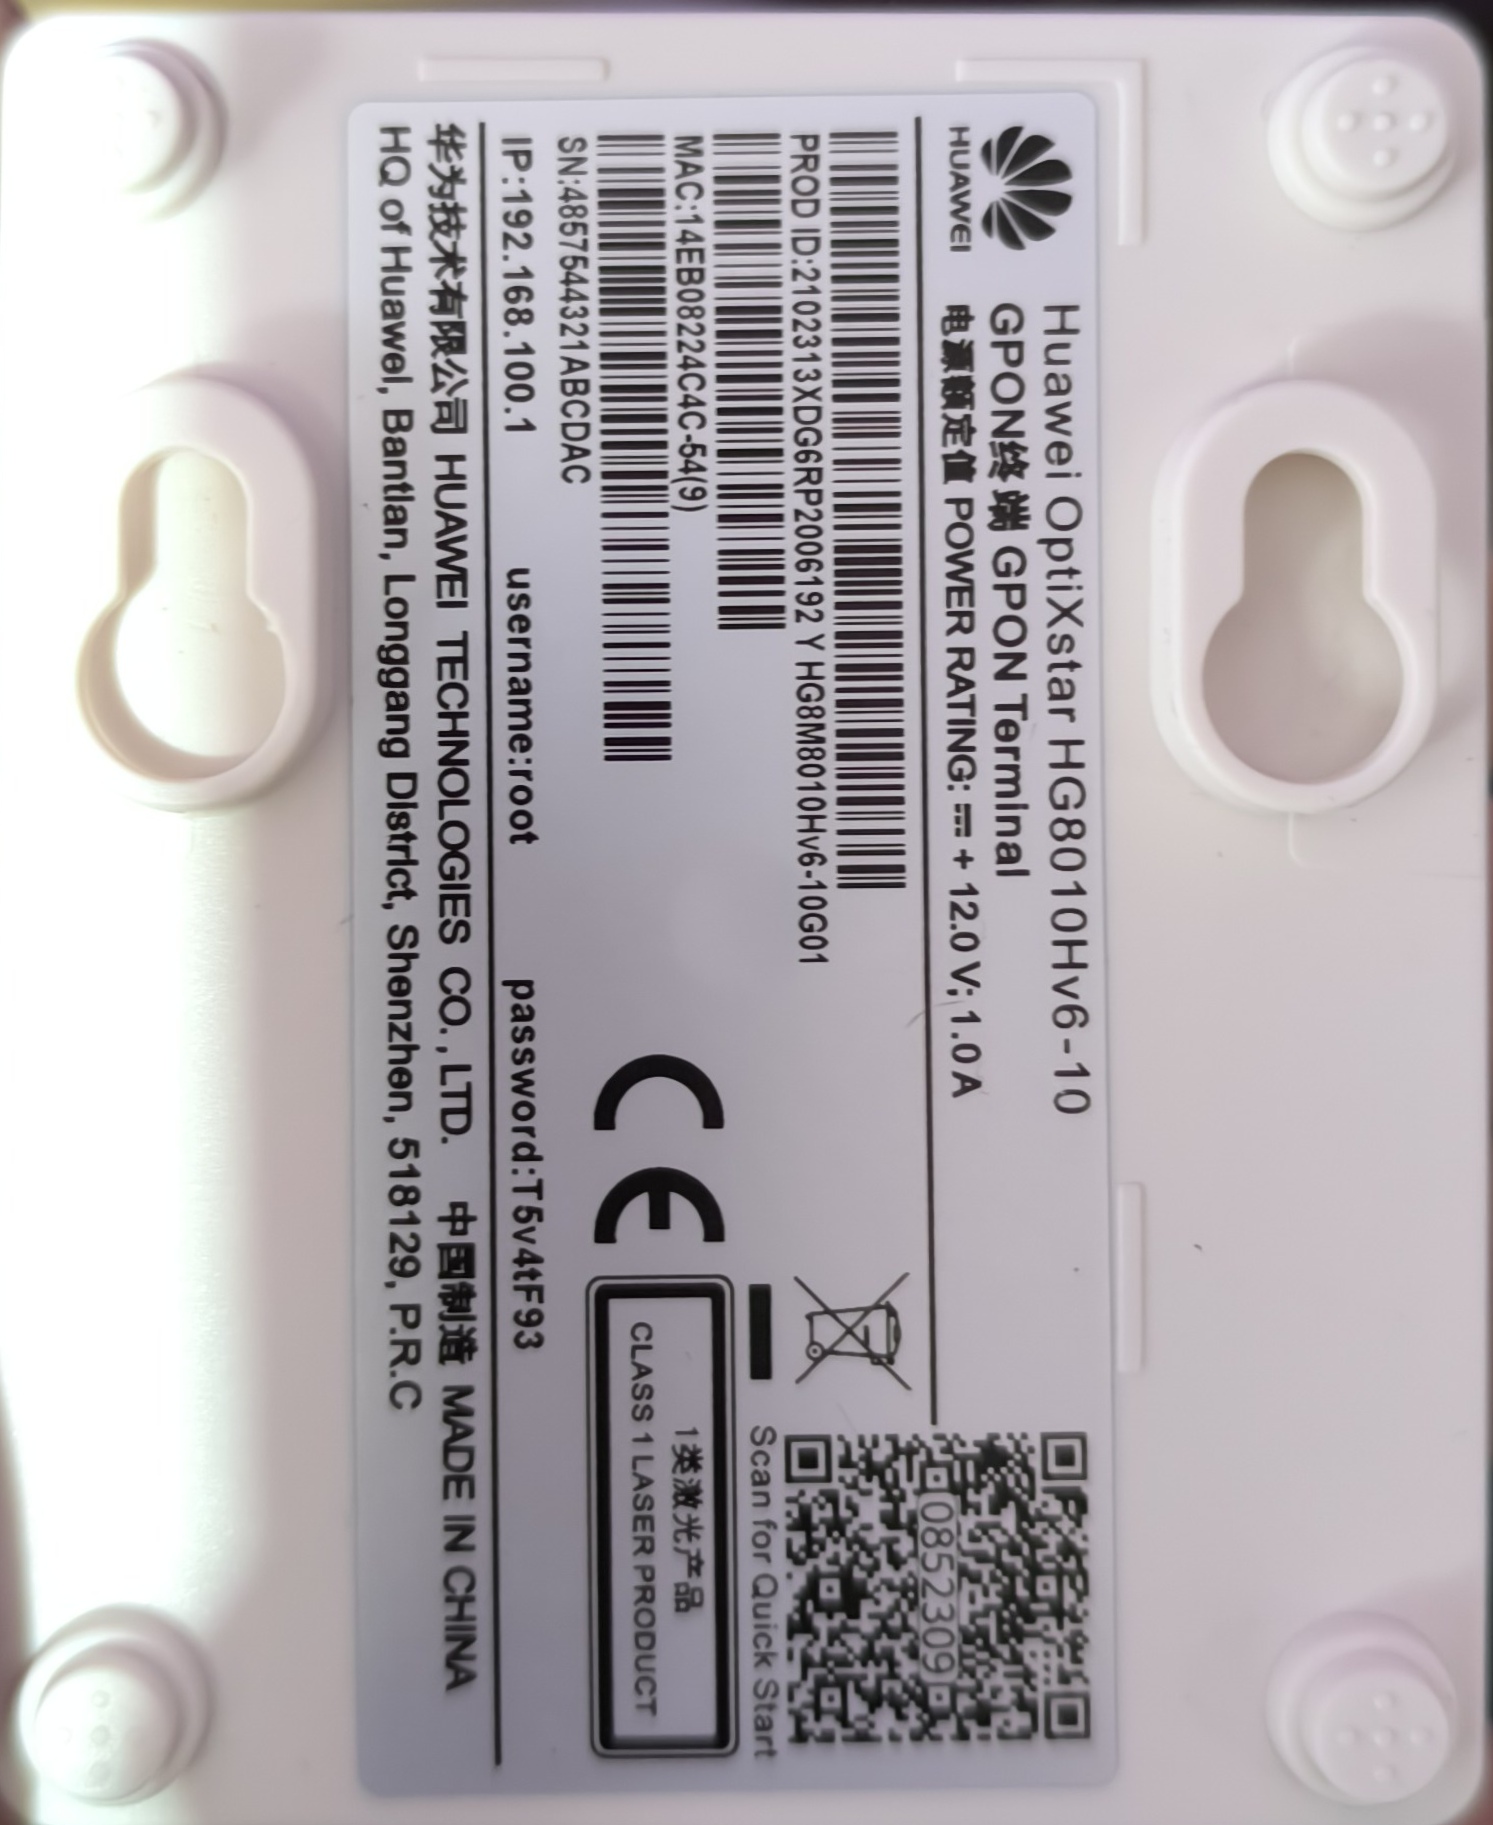 HUAWEI
Huawei OptiXstar HG8010Hv6-10
GPON终端 GPON Terminal
电源额定值 POWER RATING: ⎓ + 12.0 V; 1.0 A
PROD ID:2102313XDG6RP2006192 Y HG8M8010Hv6-10G01
MAC:14EB08224C4C-54(9)
SN:4857544321ABCDAC
0852309
Scan for Quick Start
CE
1类激光产品
CLASS 1 LASER PRODUCT
IP:192.168.100.1 username:root password:T5v4tF93
华为技术有限公司 HUAWEI TECHNOLOGIES CO., LTD. 中国制造 MADE IN CHINA
HQ of Huawei, Bantian, Longgang District, Shenzhen, 518129, P.R.C